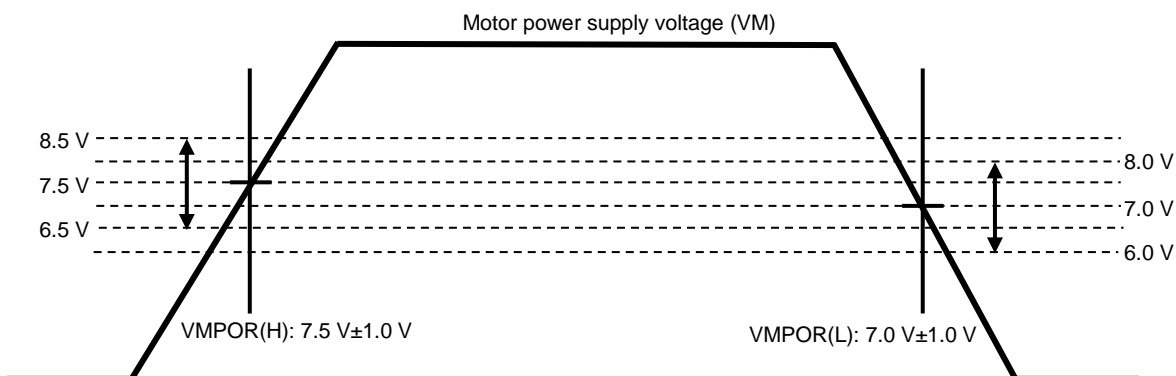 Motor power supply voltage (VM)
8.5 V
8.0 V
7.5 V
7.0 V
6.5 V
6.0 V
VMPOR(H): 7.5 V±1.0 V
VMPOR(L): 7.0 V±1.0 V